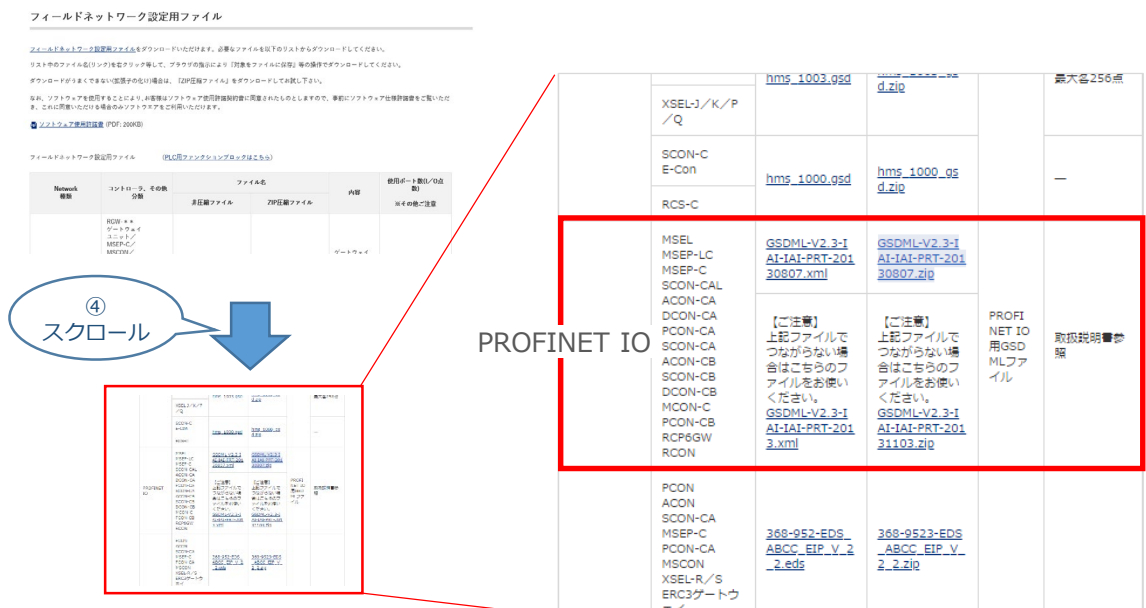 フィールドネットワーク設定用ファイル
フィールドネットワーク設定用ファイルをダウンロードいただけます。必要なファイルを以下のリストからダウンロードしてください。
リスト中のファイル名(リンク)を右クリック等して、ブラウザの指示により『対象をファイルに保存』等の操作でダウンロードしてください。
ダウンロードがうまくできない(拡張子の化け)場合は、『ZIP圧縮ファイル』をダウンロードしてお試し下さい。
なお、ソフトウェアを使用することにより、お客様はソフトウェア使用許諾契約書に同意されたものとしますので、事前にソフトウェア仕様許諾書をご覧いただ
き、これに同意いただける場合のみソフトウエアをご利用いただけます。
ソフトウェア使用許諾書 (PDF: 200KB)
フィールドネットワーク設定用ファイル (PLC用ファンクションブロックはこちら)
Network
種類
コントローラ、その他
分類
ファイル名
非圧縮ファイル
ZIP圧縮ファイル
内容
使用ポート数(I/O点
数)
※その他ご注意
RGW-**
ゲートウェイ
ユニット/
MSEP-C/
MSCON/
ゲートウェイ
④
スクロール
hms_1003.gsd
d.zip
最大各256点
XSEL-J/K/P
/Q
SCON-C
E-Con
hms_1000.gsd
hms_1000_gs
d.zip
—
RCS-C
PROFINET IO
MSEL
MSEP-LC
MSEP-C
SCON-CAL
ACON-CA
DCON-CA
PCON-CA
SCON-CA
ACON-CB
SCON-CB
DCON-CB
MCON-C
PCON-CB
RCP6GW
RCON
GSDML-V2.3-I
AI-IAI-PRT-201
30807.xml
GSDML-V2.3-I
AI-IAI-PRT-201
30807.zip
【ご注意】
上記ファイルで
つながらない場
合はこちらのフ
ァイルをお使い
ください。
GSDML-V2.3-I
AI-IAI-PRT-201
3.xml
【ご注意】
上記ファイルで
つながらない場
合はこちらのフ
ァイルをお使い
ください。
GSDML-V2.3-I
AI-IAI-PRT-201
31103.zip
PROFI
NET IO
用GSD
MLファ
イル
取扱説明書参
照
PCON
ACON
SCON-CA
MSEP-C
PCON-CA
MSCON
XSEL-R/S
ERC3ゲートウ
368-952-EDS_
ABCC_EIP_V_2
_2.eds
368-9523-EDS
_ABCC_EIP_V_
2_2.zip